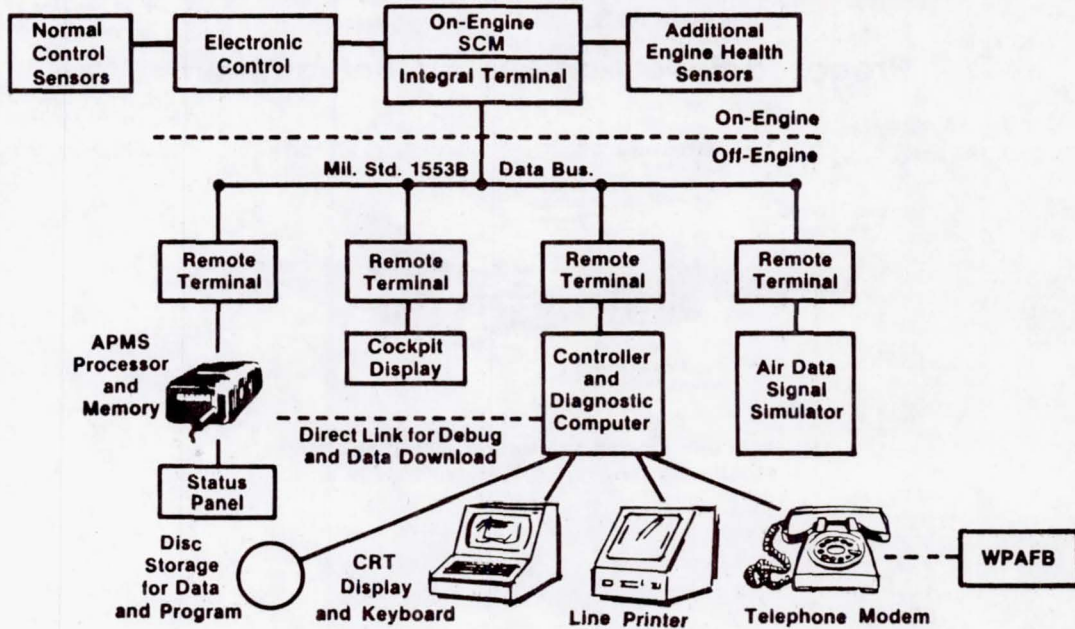 Normal
Control
Sensors
Electronic
Control
On-Engine
SCM
Integral Terminal
Additional
Engine Health
Sensors
On-Engine
Off-Engine
Mil. Std. 1553B Data Bus.
Remote
Terminal
Remote
Terminal
Remote
Terminal
Remote
Terminal
APMS
Processor
and
Memory
Cockpit
Display
Controller
and
Diagnostic
Computer
Air Data
Signal
Simulator
Direct Link for Debug
and Data Download
Status
Panel
Disc
Storage
for Data
and Program
CRT
Display
and Keyboard
Line Printer
Telephone Modem
WPAFB